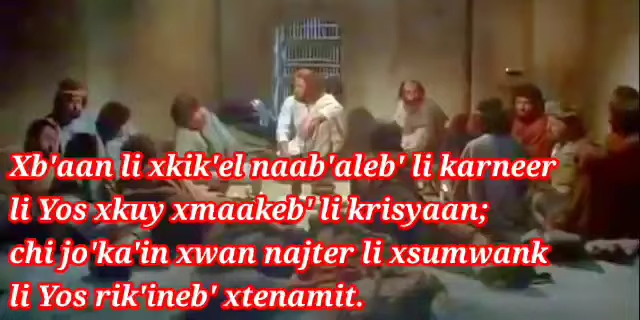 Xb'aan li xkik'el naab'aleb' li karneer
li Yos xkuy xmaakeb' li krisyaan;
chi jo'ka'in xwan najter li xsumwank
li Yos rik'ineb' xtenamit.